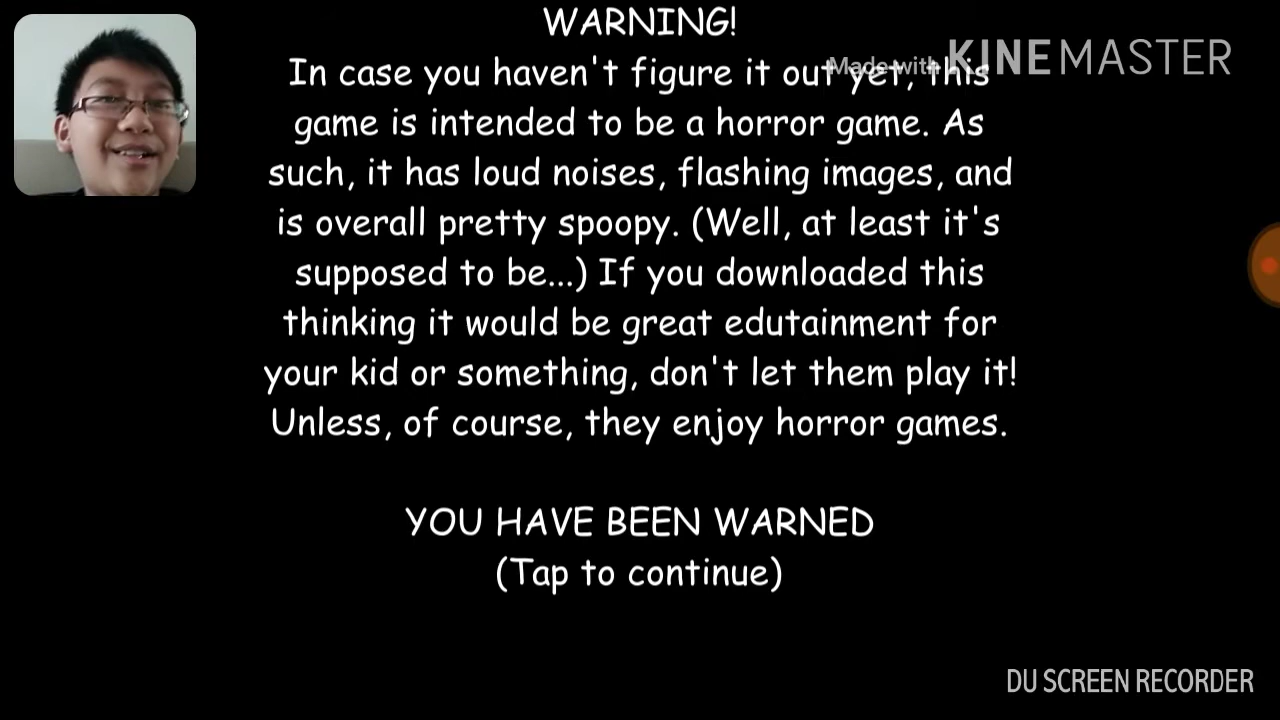 WARNING!
Made with KINEMASTER
In case you haven't figure it out yet, this
game is intended to be a horror game. As
such, it has loud noises, flashing images, and
is overall pretty spoopy. (Well, at least it's
supposed to be...) If you downloaded this
thinking it would be great edutainment for
your kid or something, don't let them play it!
Unless, of course, they enjoy horror games.
YOU HAVE BEEN WARNED
(Tap to continue)
DU SCREEN RECORDER